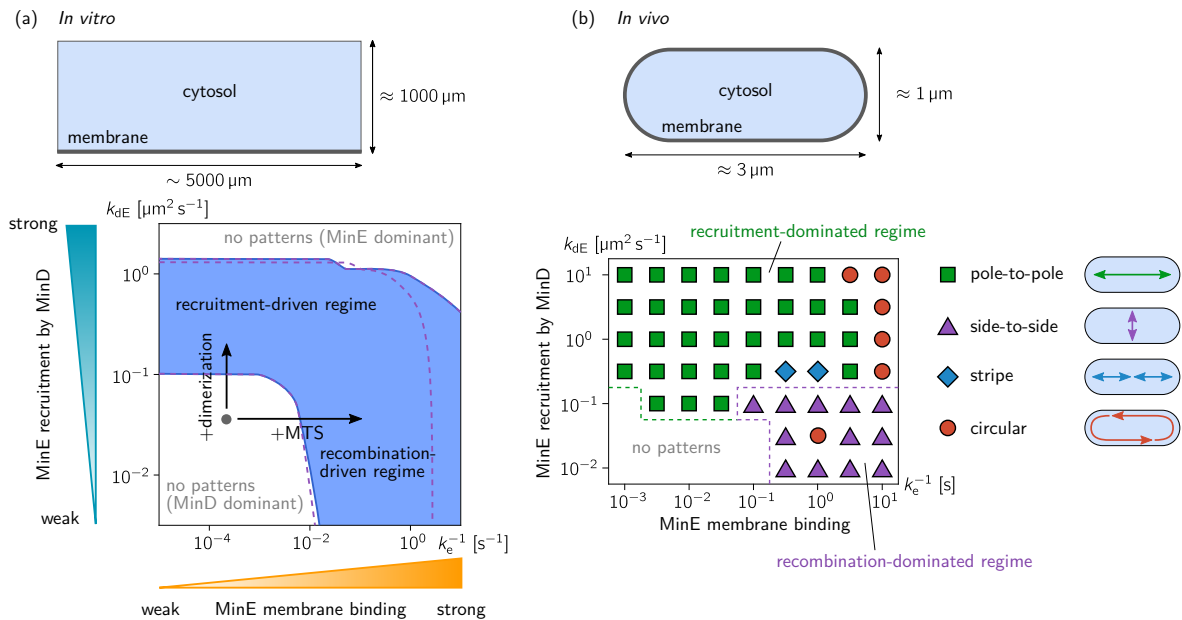 (a) In vitro
cytosol
membrane
≈ 1000 µm
∼ 5000 µm
k_dE [µm² s⁻¹]
strong
MinE recruitment by MinD
weak
no patterns (MinE dominant)
recruitment-driven regime
+dimerization
+MTS
recombination-
driven regime
no patterns
(MinD dominant)
10⁰
10⁻¹
10⁻²
10⁻⁴ 10⁻² 10⁰
k_e⁻¹ [s⁻¹]
weak MinE membrane binding strong
(b) In vivo
cytosol
membrane
≈ 1 µm
≈ 3 µm
k_dE [µm² s⁻¹]
recruitment-dominated regime
MinE recruitment by MinD
10¹
10⁰
10⁻¹
10⁻²
no patterns
10⁻³ 10⁻² 10⁻¹ 10⁰ 10¹
k_e⁻¹ [s]
MinE membrane binding
recombination-dominated regime
pole-to-pole
side-to-side
stripe
circular